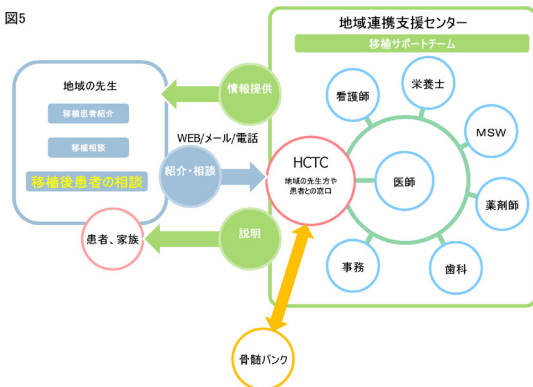 図5
地域連携支援センター
移植サポートチーム
地域の先生
移植患者紹介
移植相談
移植後患者の相談
情報提供
WEB/メール/電話
紹介・相談
説明
患者、家族
HCTC
地域の先生方や
患者との窓口
医師
看護師
栄養士
MSW
薬剤師
歯科
事務
骨髄バンク